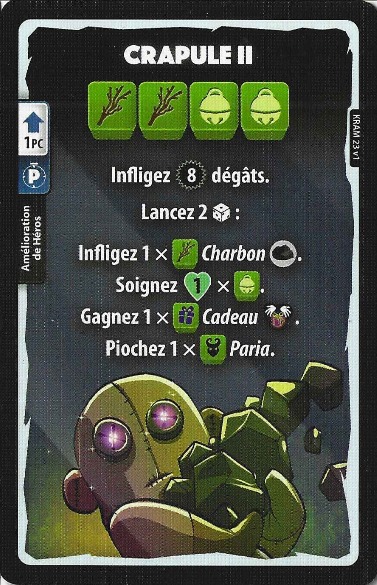 CRAPULE II
1PC
P
Amélioration
de Héros
KRAM 23 v1
Infligez 8 dégâts.
Lancez 2 :
Infligez 1 × Charbon .
Soignez 1 × .
Gagnez 1 × Cadeau .
Piochez 1 × Paria.